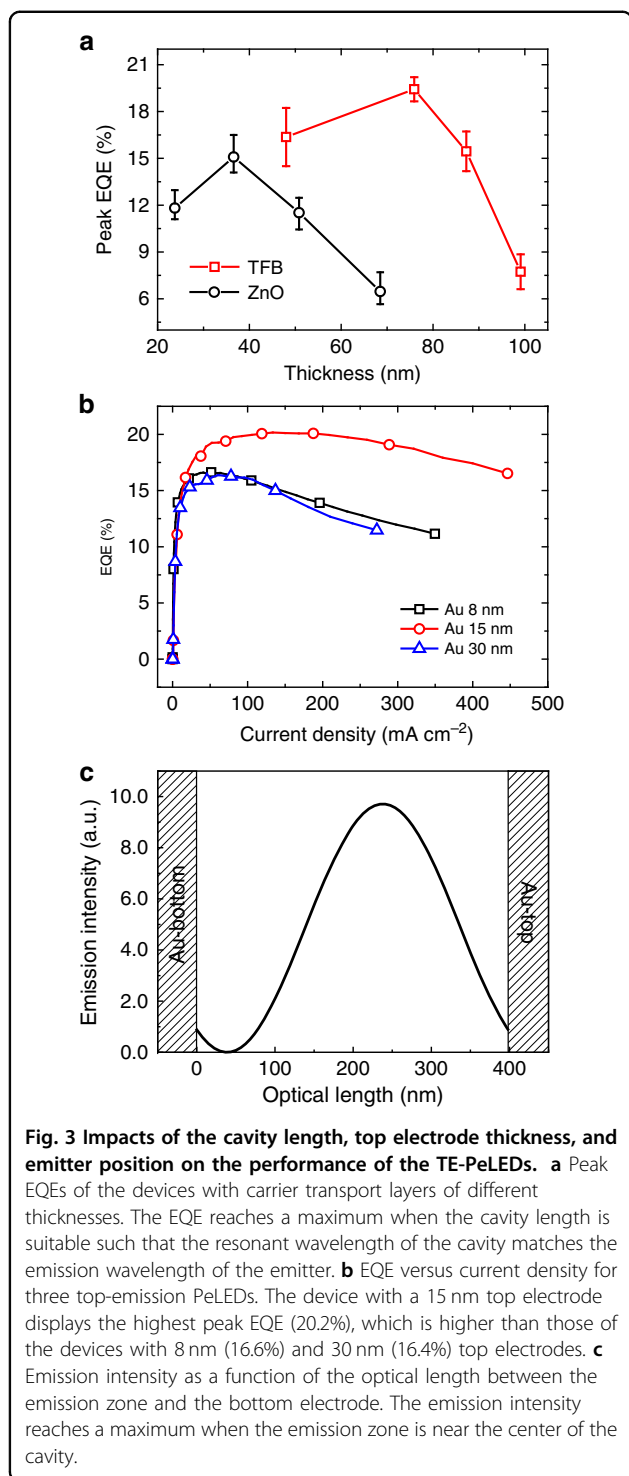 a
21
18
15
12
9
6
Peak EQE (%)
TFB
ZnO
20 40 60 80 100
Thickness (nm)
b
20
15
10
5
0
EQE (%)
Au 8 nm
Au 15 nm
Au 30 nm
0 100 200 300 400 500
Current density (mA cm⁻²)
c
10.0
8.0
6.0
4.0
2.0
0.0
Emission intensity (a.u.)
Au-bottom
Au-top
0 100 200 300 400
Optical length (nm)
Fig. 3 Impacts of the cavity length, top electrode thickness, and
emitter position on the performance of the TE-PeLEDs. a Peak
EQEs of the devices with carrier transport layers of different
thicknesses. The EQE reaches a maximum when the cavity length is
suitable such that the resonant wavelength of the cavity matches the
emission wavelength of the emitter. b EQE versus current density for
three top-emission PeLEDs. The device with a 15 nm top electrode
displays the highest peak EQE (20.2%), which is higher than those of
the devices with 8 nm (16.6%) and 30 nm (16.4%) top electrodes. c
Emission intensity as a function of the optical length between the
emission zone and the bottom electrode. The emission intensity
reaches a maximum when the emission zone is near the center of the
cavity.